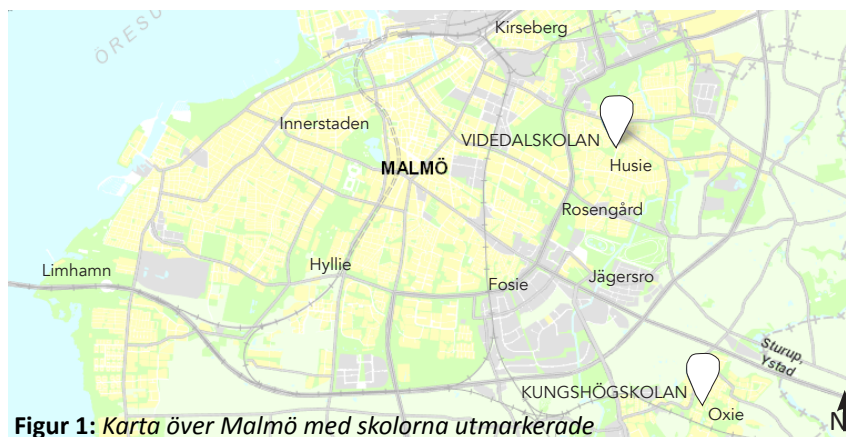 Kirseberg
ÖRESU
Innerstaden
VIDEDALSKOLAN
MALMÖ
Husie
Rosengård
Limhamn
Hyllie
Fosie
Jägersro
Sturup,
Ystad
KUNGSHÖGSKOLAN
Oxie
N
Figur 1: Karta över Malmö med skolorna utmarkerade